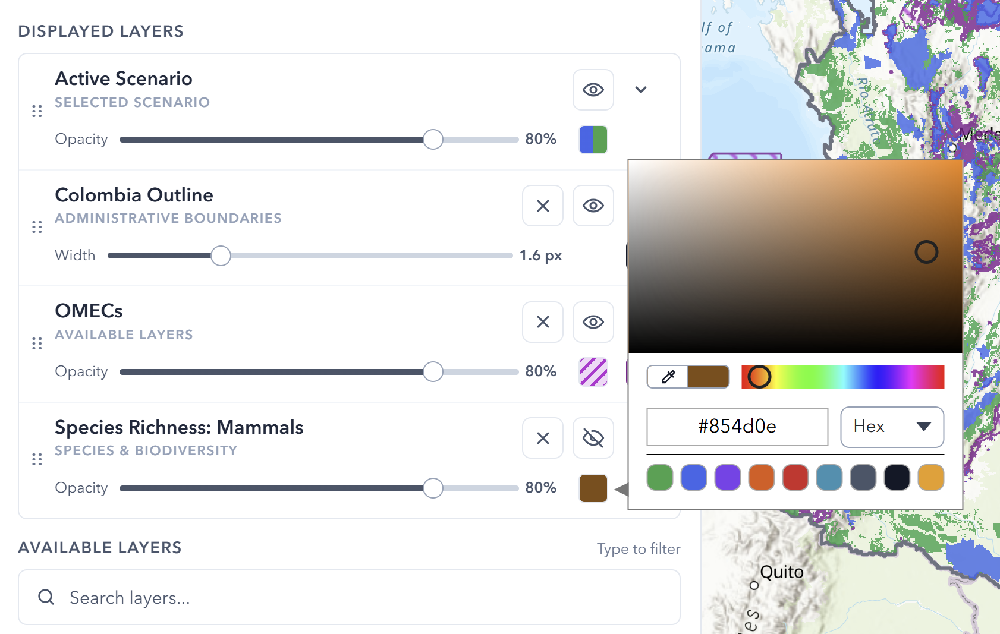 DISPLAYED LAYERS
Active Scenario
SELECTED SCENARIO
Opacity 80%
Colombia Outline
ADMINISTRATIVE BOUNDARIES
Width 1.6 px
OMECs
AVAILABLE LAYERS
Opacity 80%
Species Richness: Mammals
SPECIES & BIODIVERSITY
Opacity 80%
AVAILABLE LAYERS
Type to filter
Search layers...
lf of
ama
Río Atrato
Mede
#854d0e
Hex
Quito
es